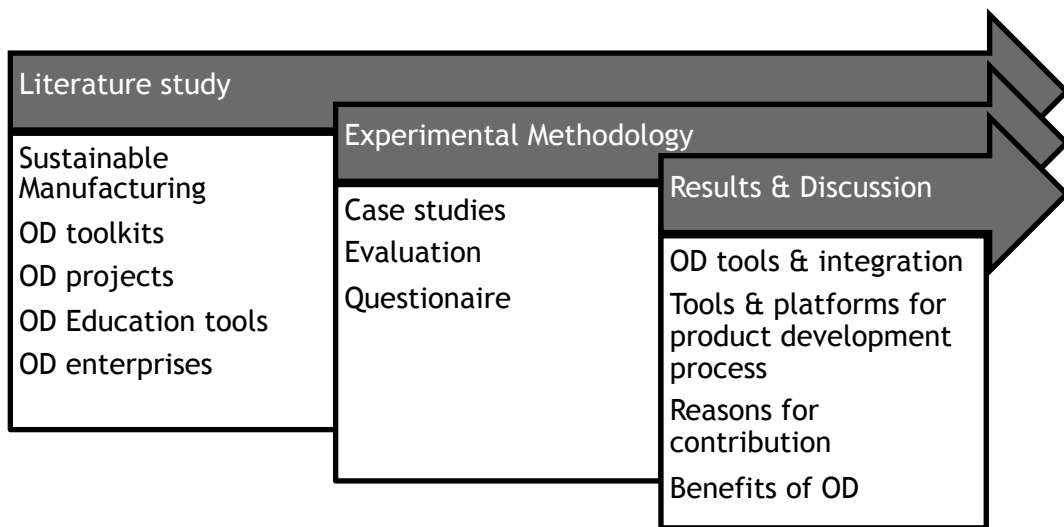 Literature study
Sustainable
Manufacturing
OD toolkits
OD projects
OD Education tools
OD enterprises
Experimental Methodology
Case studies
Evaluation
Questionaire
Results & Discussion
OD tools & integration
Tools & platforms for
product development
process
Reasons for
contribution
Benefits of OD